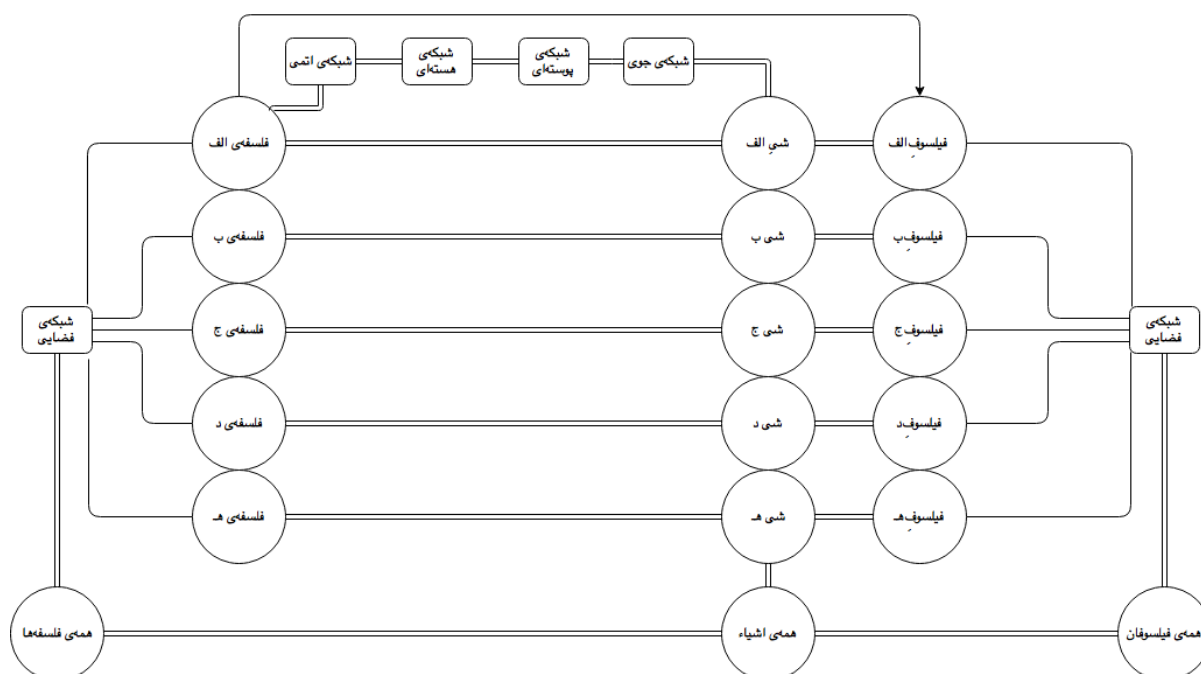 شبکه‌ی جوی
شبکه‌ی
پوسته‌ای
شبکه‌ی
هسته‌ای
شبکه‌ی اتمی
فیلسوفِ الف
شیِ الف
فلسفه‌ی الف
فیلسوفِ ب
شی ب
فلسفه‌ی ب
شبکه‌ی
فضایی
فیلسوفِ ج
شی ج
فلسفه‌ی ج
شبکه‌ی
فضایی
فیلسوفِ د
شی د
فلسفه‌ی د
فیلسوفِ هـ
شی هـ
فلسفه‌ی هـ
همه‌ی فیلسوفان
همه‌ی اشیاء
همه‌ی فلسفه‌ها